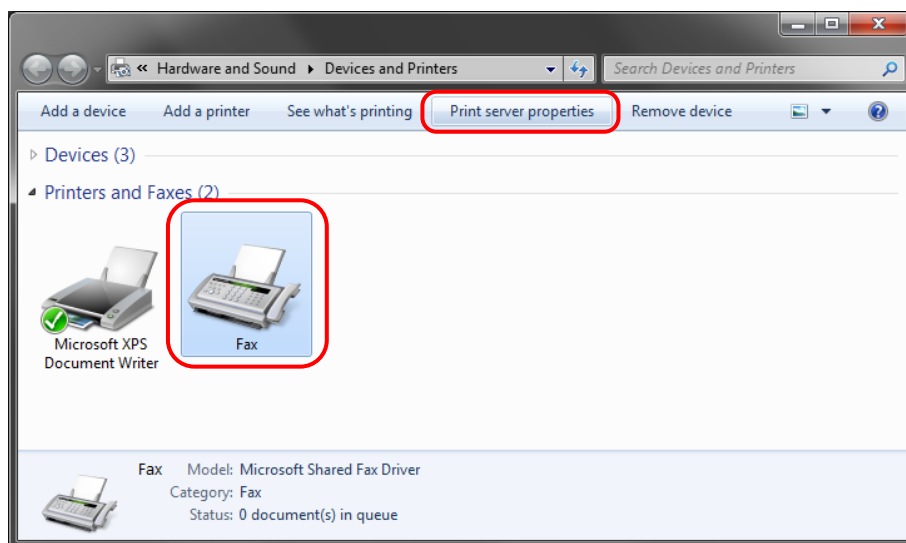 « Hardware and Sound Devices and Printers Search Devices and Printers
Add a device Add a printer See what's printing Print server properties Remove device
Devices (3)
Printers and Faxes (2)
Microsoft XPS
Document Writer
Fax
Fax Model: Microsoft Shared Fax Driver
Category: Fax
Status: 0 document(s) in queue